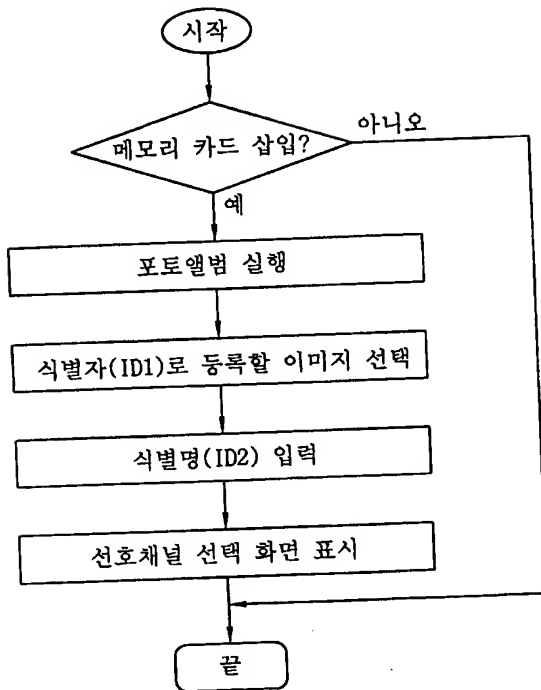 시작
메모리 카드 삽입?
아니오
예
포토앨범 실행
식별자(ID1)로 등록할 이미지 선택
식별명(ID2) 입력
선호채널 선택 화면 표시
끝